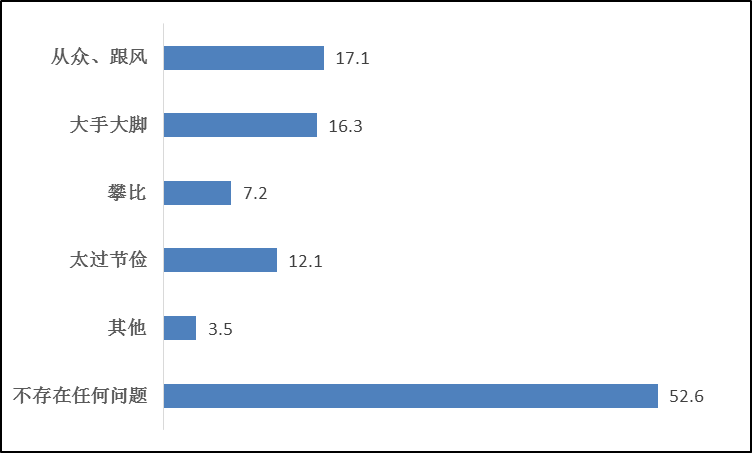 从众、跟风 17.1
大手大脚 16.3
攀比 7.2
太过节俭 12.1
其他 3.5
不存在任何问题 52.6